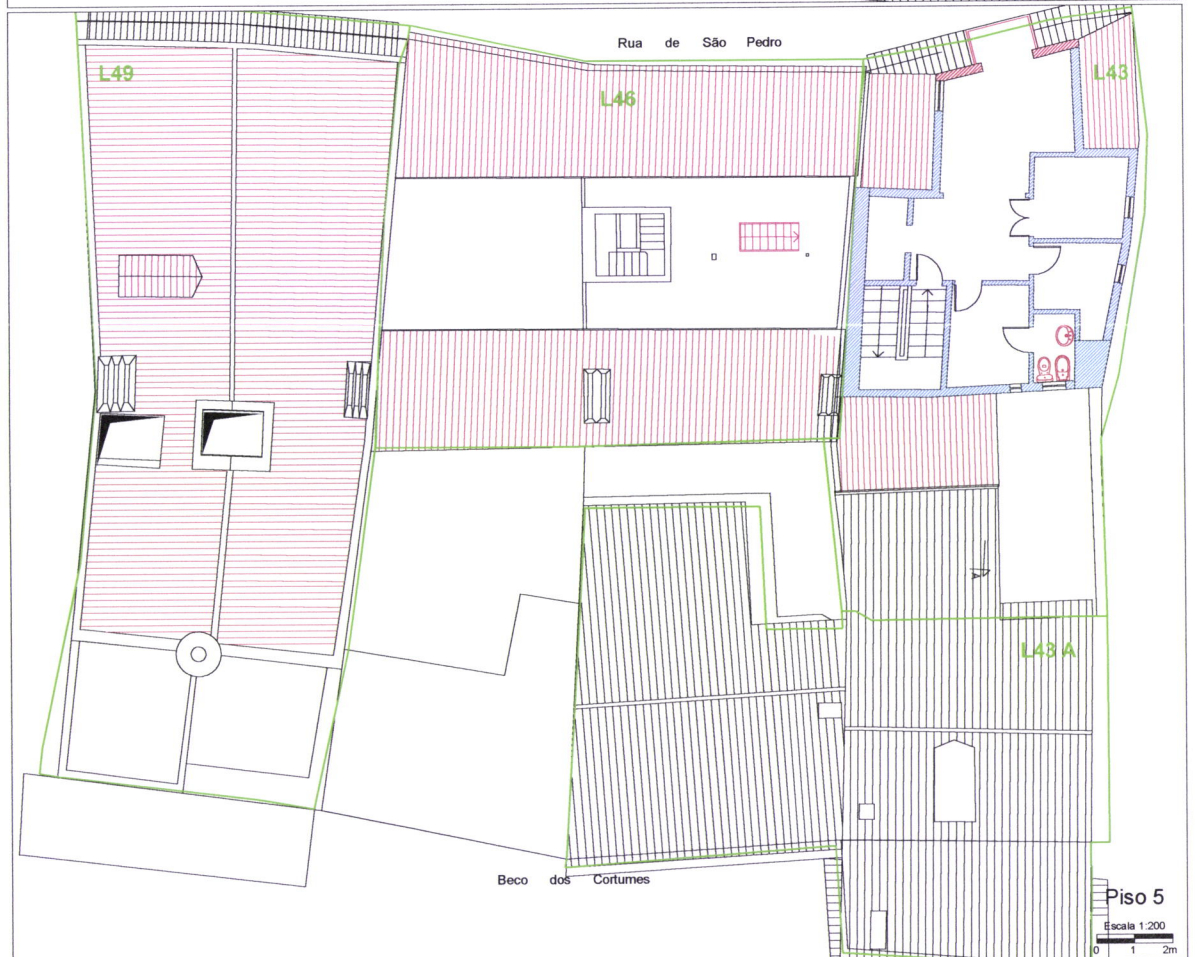 Rua de São Pedro
L49
L46
L43
L43 A
Beco dos Cortumes
Piso 5
Escala 1:200
0 1 2m